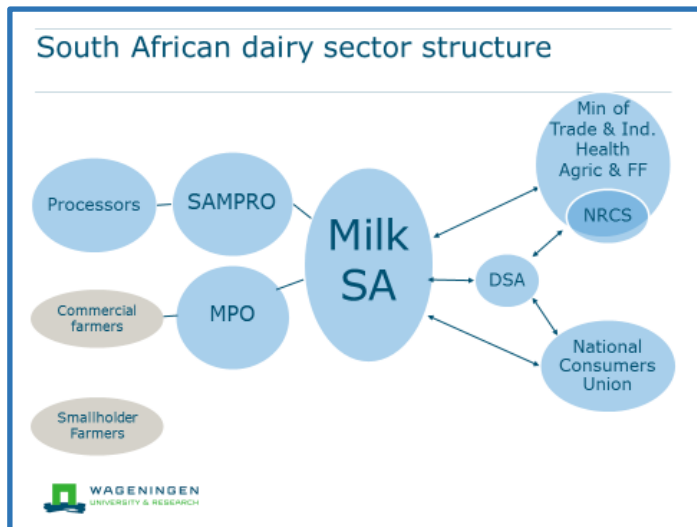 South African dairy sector structure
Min of
Trade & Ind.
Health
Agric & FF
NRCS
Processors
SAMPRO
Milk
SA
DSA
Commercial
farmers
MPO
National
Consumers
Union
Smallholder
Farmers
WAGENINGEN
UNIVERSITY & RESEARCH